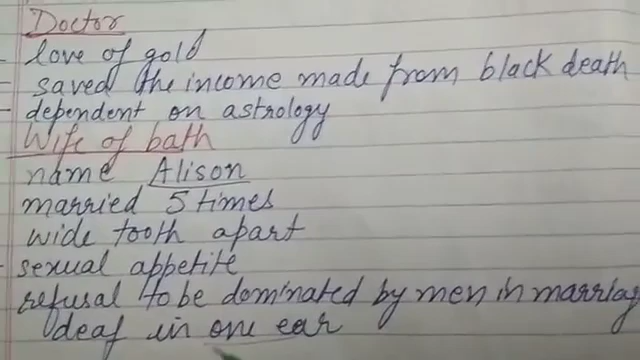 Doctor
- love of gold
- saved the income made from black death
- dependent on astrology
Wife of bath
name Alison
married 5 times
wide tooth apart
- sexual appetite
refusal to be dominated by men in marriag
deaf in one ear